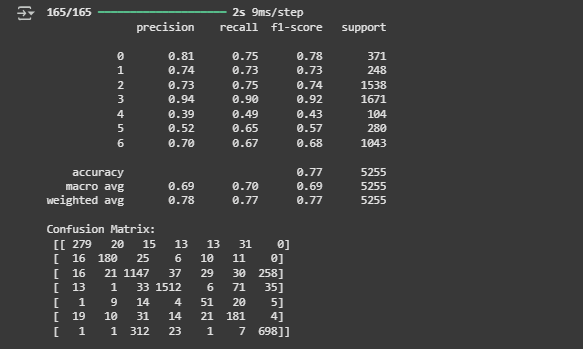 165/165 ━━━━━━━━━━━━━━━━━━━━ 2s 9ms/step
              precision    recall  f1-score   support

           0       0.81      0.75      0.78       371
           1       0.74      0.73      0.73       248
           2       0.73      0.75      0.74      1538
           3       0.94      0.90      0.92      1671
           4       0.39      0.49      0.43       104
           5       0.52      0.65      0.57       280
           6       0.70      0.67      0.68      1043

    accuracy                           0.77      5255
   macro avg       0.69      0.70      0.69      5255
weighted avg       0.78      0.77      0.77      5255

Confusion Matrix:
[[ 279   20   15   13   13   31    0]
 [  16  180   25    6   10   11    0]
 [  16   21 1147   37   29   30  258]
 [  13    1   33 1512    6   71   35]
 [   1    9   14    4   51   20    5]
 [  19   10   31   14   21  181    4]
 [   1    1  312   23    1    7  698]]